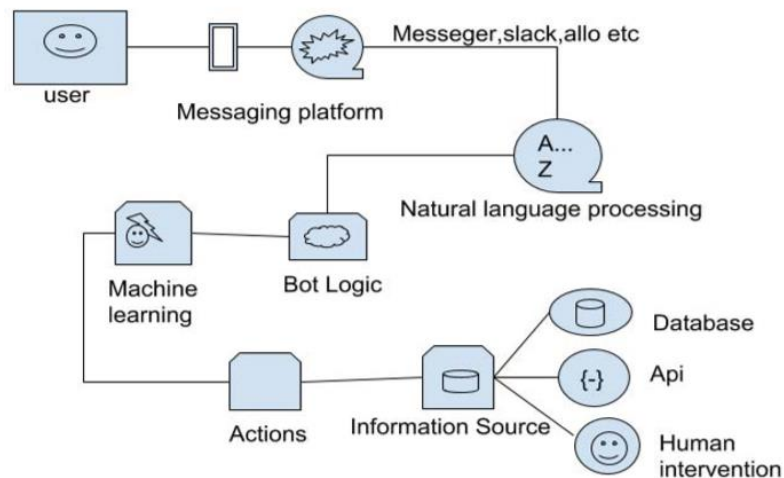 Messeger,slack,allo etc
user
Messaging platform
A...
Z
Natural language processing
Machine
learning
Bot Logic
Database
{-}
Api
Actions
Information Source
Human
intervention